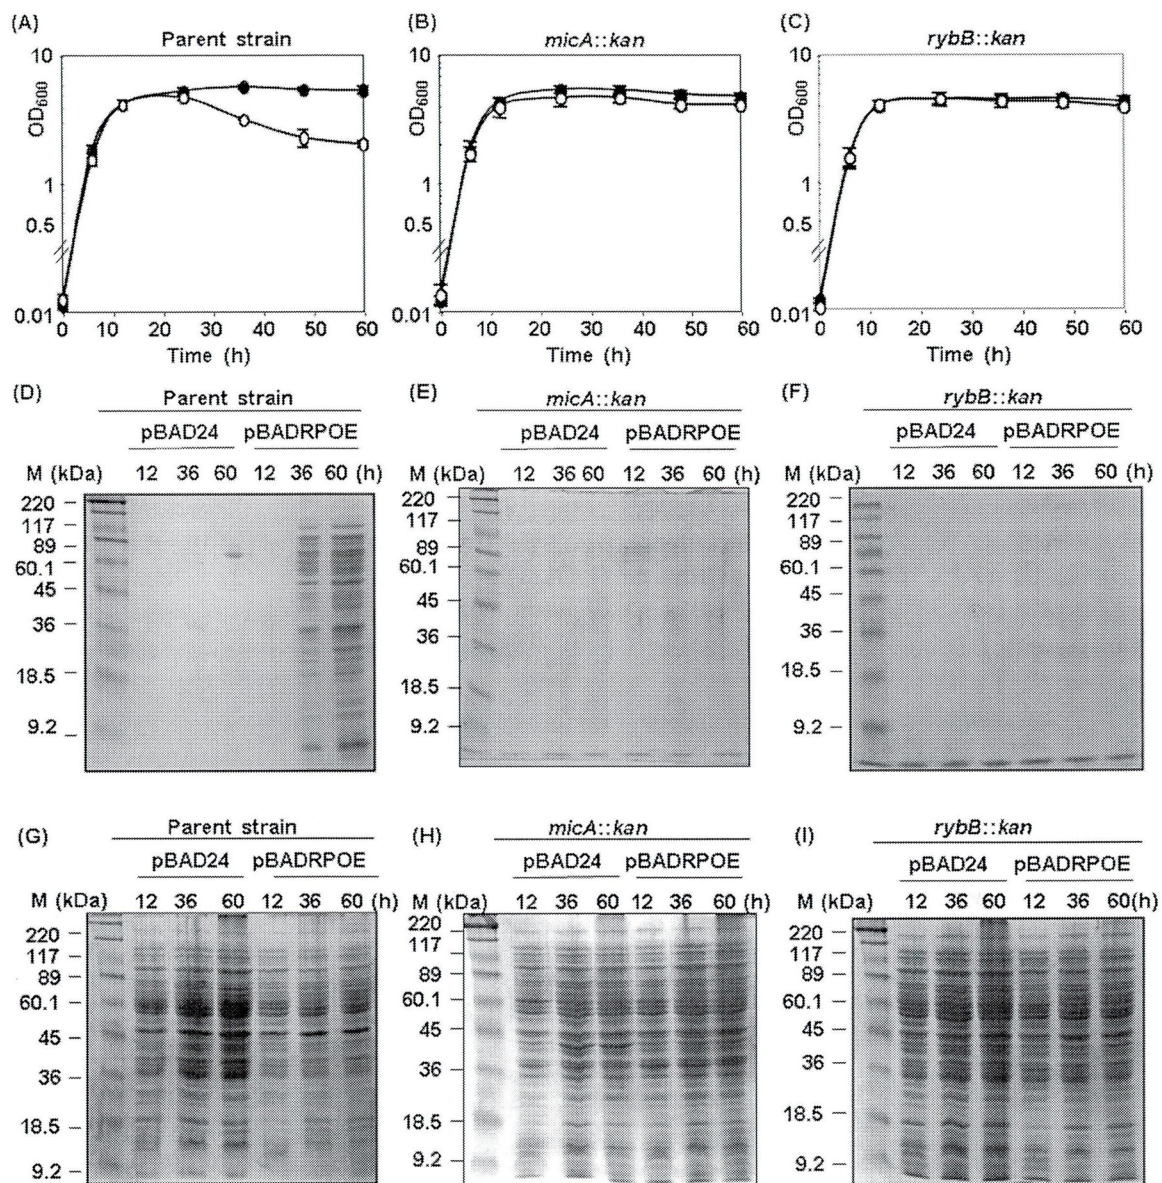 (A)
Parent strain
10
OD600
1
0.5
0.01
0 10 20 30 40 50 60
Time (h)
(B)
micA::kan
10
OD600
1
0.5
0.01
0 10 20 30 40 50 60
Time (h)
(C)
rybB::kan
10
OD600
1
0.5
0.01
0 10 20 30 40 50 60
Time (h)
(D)
Parent strain
pBAD24 pBADRPOE
M (kDa) 12 36 60 12 36 60 (h)
220
117
89
60.1
45
36
18.5
9.2
(E)
micA::kan
pBAD24 pBADRPOE
M (kDa) 12 36 60 12 36 60 (h)
220
117
89
60.1
45
36
18.5
9.2
(F)
rybB::kan
pBAD24 pBADRPOE
M (kDa) 12 36 60 12 36 60 (h)
220
117
89
60.1
45
36
18.5
9.2
(G)
Parent strain
pBAD24 pBADRPOE
M (kDa) 12 36 60 12 36 60 (h)
220
117
89
60.1
45
36
18.5
9.2
(H)
micA::kan
pBAD24 pBADRPOE
M (kDa) 12 36 60 12 36 60 (h)
220
117
89
60.1
45
36
18.5
9.2
(I)
rybB::kan
pBAD24 pBADRPOE
M (kDa) 12 36 60 12 36 60(h)
220
117
89
60.1
45
36
18.5
9.2